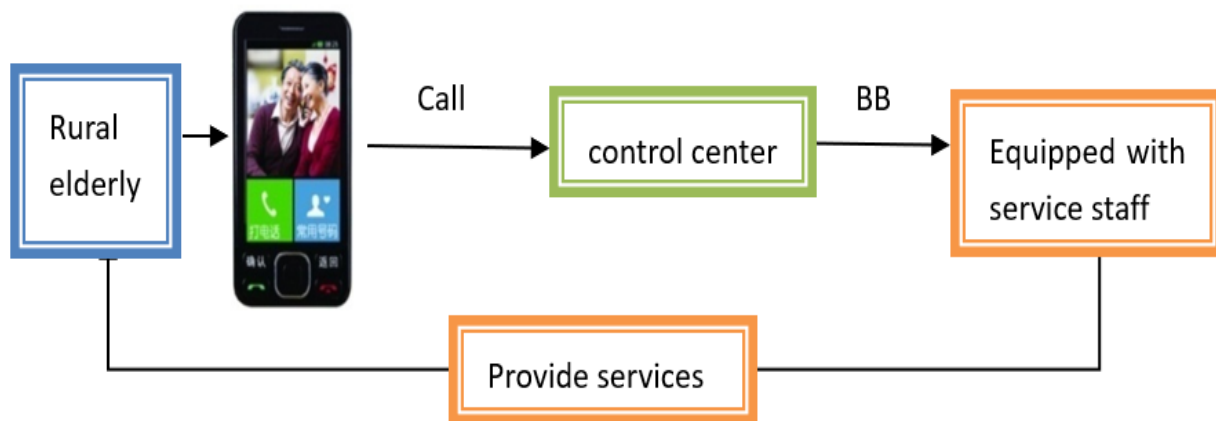 Rural
elderly
打电话
常用号码
确认
返回
Call
control center
BB
Equipped with
service staff
Provide services